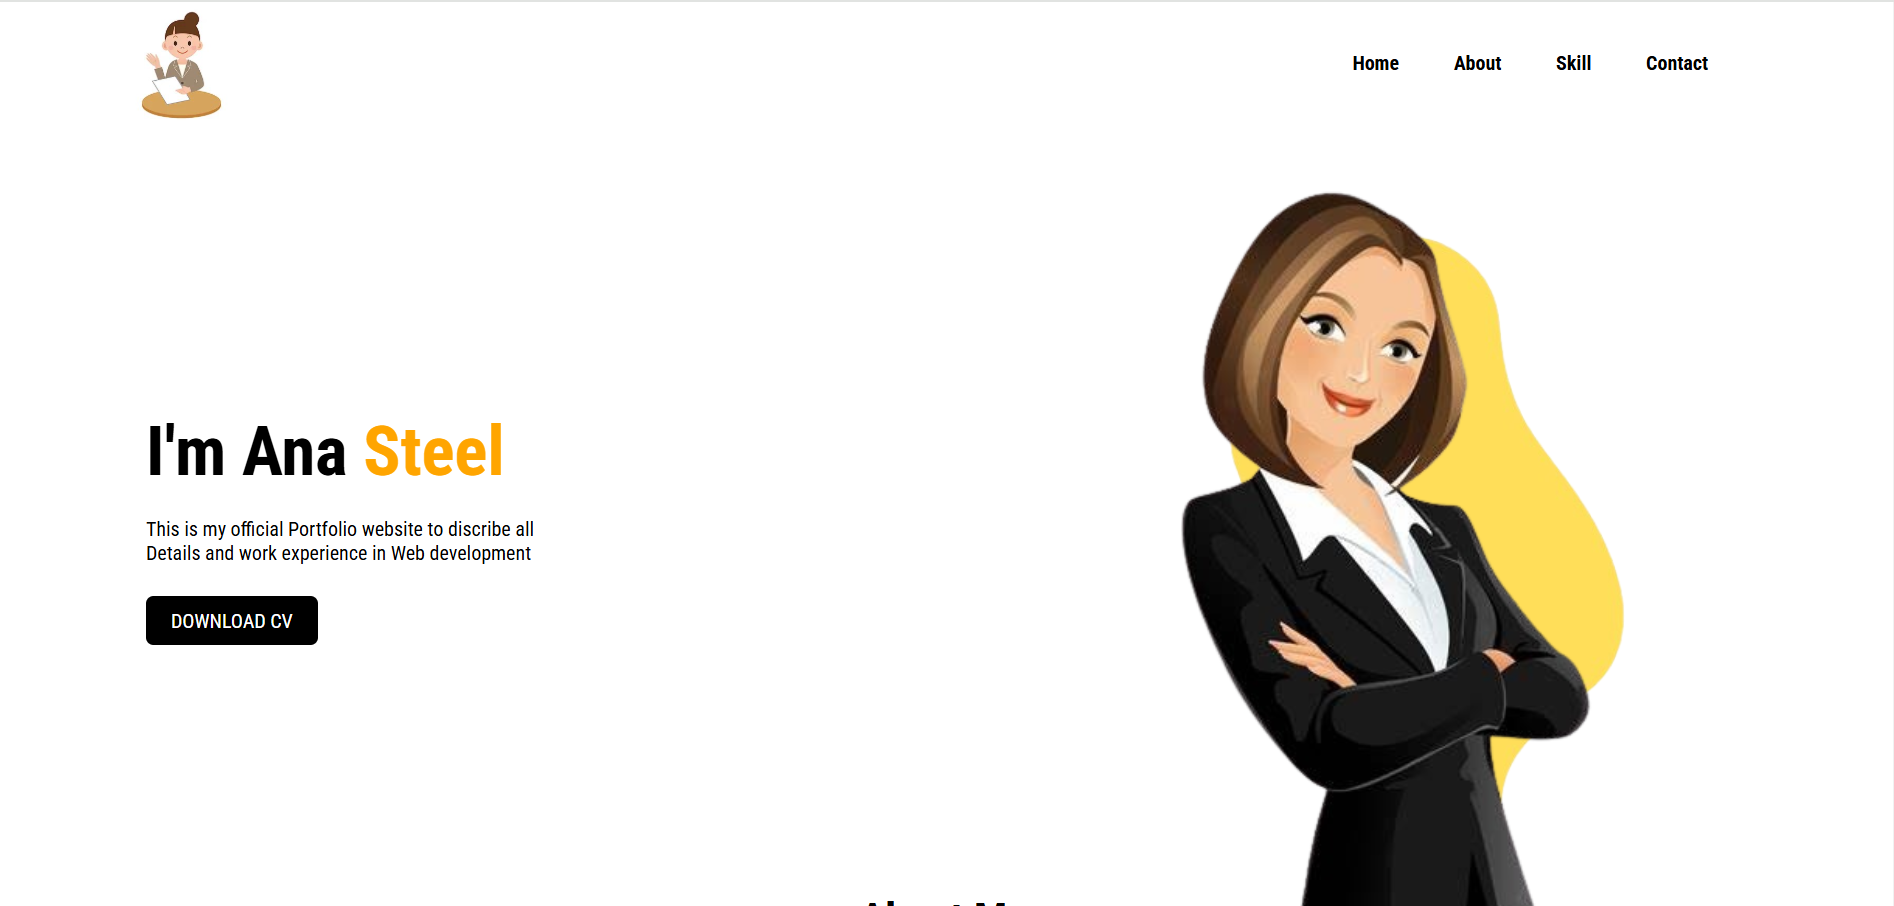 Home About Skill Contact
I'm Ana Steel
This is my official Portfolio website to discribe all
Details and work experience in Web development
DOWNLOAD CV